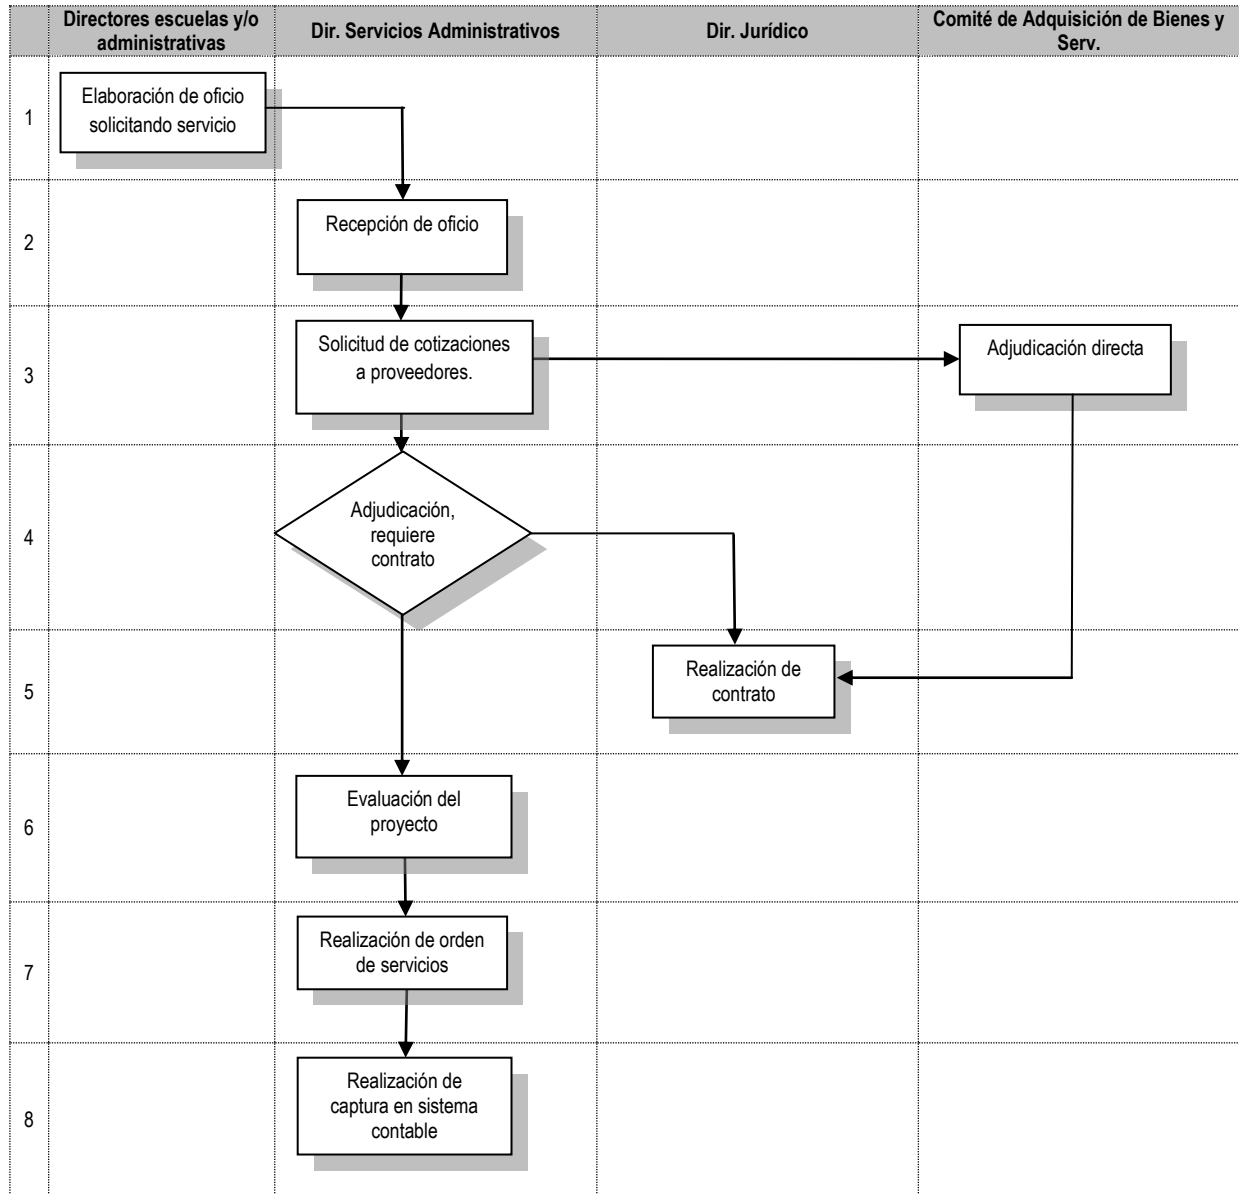 Directores escuelas y/o
administrativas
Dir. Servicios Administrativos
Dir. Jurídico
Comité de Adquisición de Bienes y
Serv.
1
Elaboración de oficio
solicitando servicio
2
Recepción de oficio
3
Solicitud de cotizaciones
a proveedores.
Adjudicación directa
4
Adjudicación,
requiere
contrato
5
Realización de
contrato
6
Evaluación del
proyecto
7
Realización de orden
de servicios
8
Realización de
captura en sistema
contable